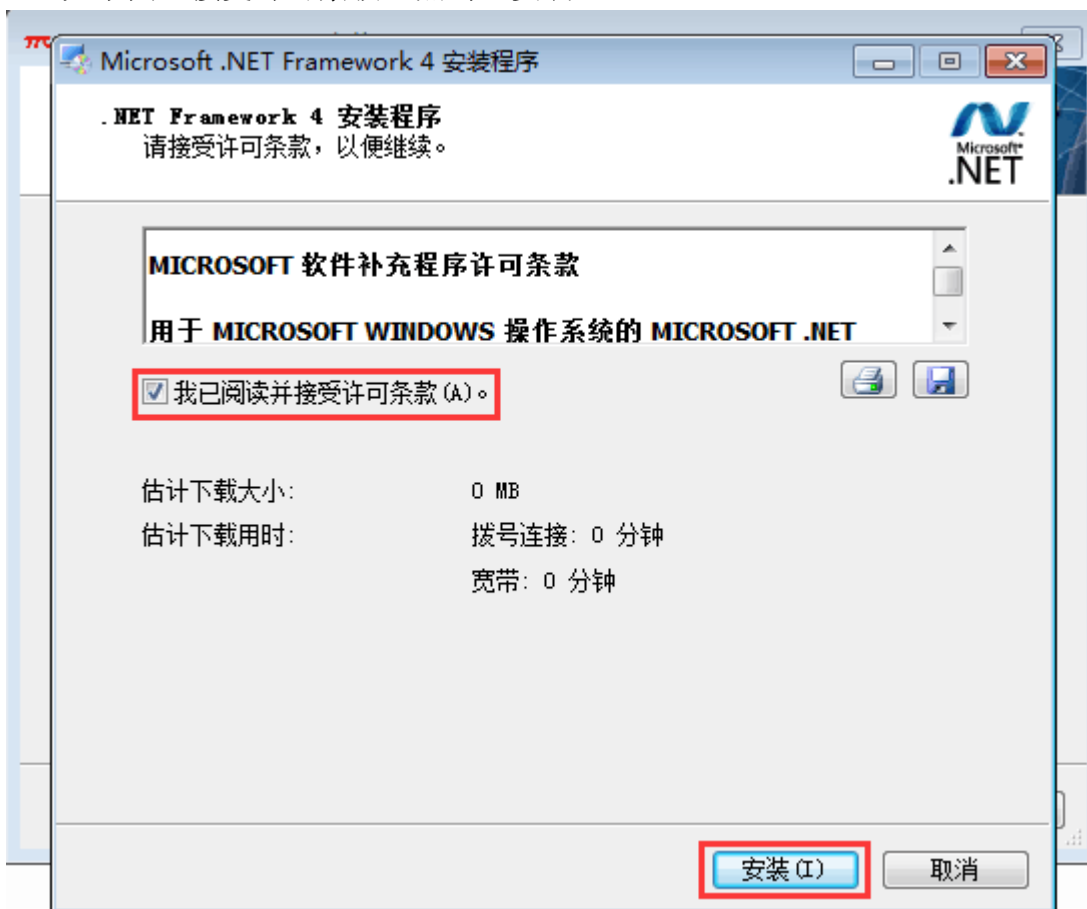 Microsoft .NET Framework 4 安装程序
.NET Framework 4 安装程序
请接受许可条款，以便继续。
Microsoft
.NET
MICROSOFT 软件补充程序许可条款
用于 MICROSOFT WINDOWS 操作系统的 MICROSOFT .NET
我已阅读并接受许可条款(A)。
估计下载大小: 0 MB
估计下载用时: 拨号连接: 0 分钟
宽带: 0 分钟
安装(I) 取消